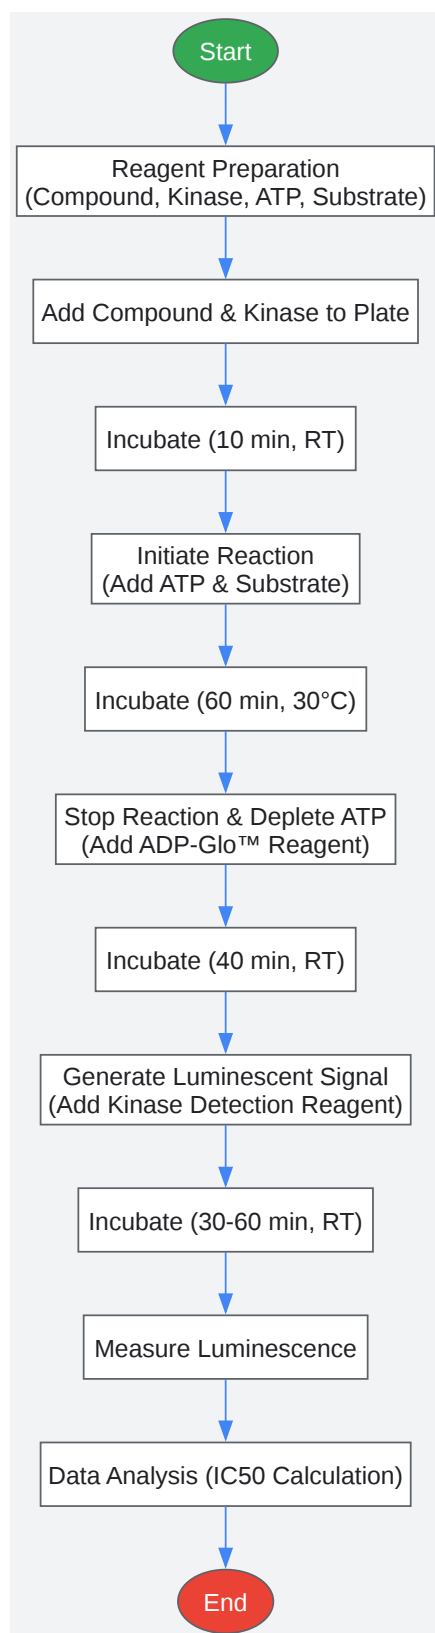 Start
Reagent Preparation
(Compound, Kinase, ATP, Substrate)
Add Compound & Kinase to Plate
Incubate (10 min, RT)
Initiate Reaction
(Add ATP & Substrate)
Incubate (60 min, 30°C)
Stop Reaction & Deplete ATP
(Add ADP-Glo™ Reagent)
Incubate (40 min, RT)
Generate Luminescent Signal
(Add Kinase Detection Reagent)
Incubate (30-60 min, RT)
Measure Luminescence
Data Analysis (IC50 Calculation)
End